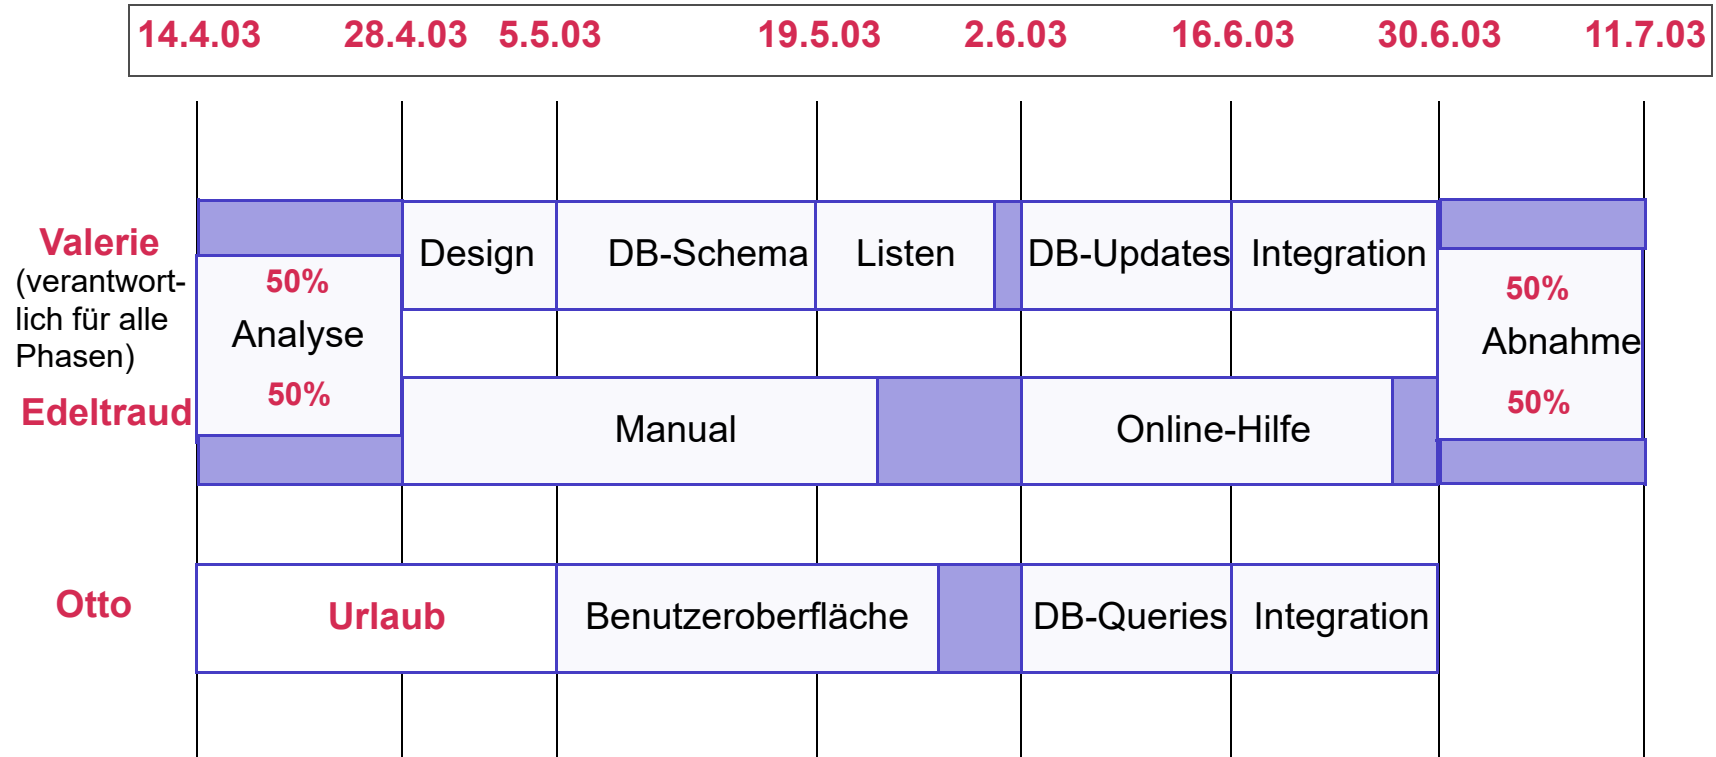 14.4.03 28.4.03 5.5.03 19.5.03 2.6.03 16.6.03 30.6.03 11.7.03
Valerie
(verantwort-
lich für alle
Phasen)
50%
Analyse
50%
Design
DB-Schema
Listen
DB-Updates
Integration
50%
Abnahme
50%
Edeltraud
Manual
Online-Hilfe
Otto
Urlaub
Benutzeroberfläche
DB-Queries
Integration